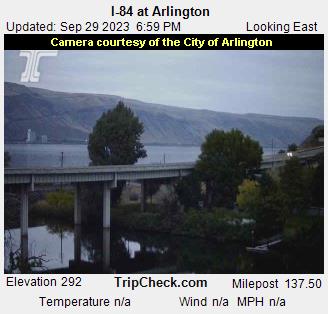 I-84 at Arlington
Updated: Sep 29 2023 6:59 PM Looking East
Camera courtesy of the City of Arlington
Elevation 292 TripCheck.com Milepost 137.50
Temperature n/a Wind n/a MPH n/a